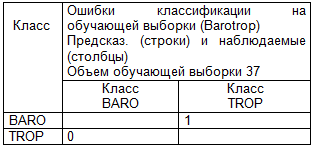 Класс
Ошибки классификации на
обучающей выборки (Barotrop)
Предсказ. (строки) и наблюдаемые
(столбцы)
Объем обучающей выборки 37
Класс
BARO
Класс
TROP
BARO
1
TROP
0